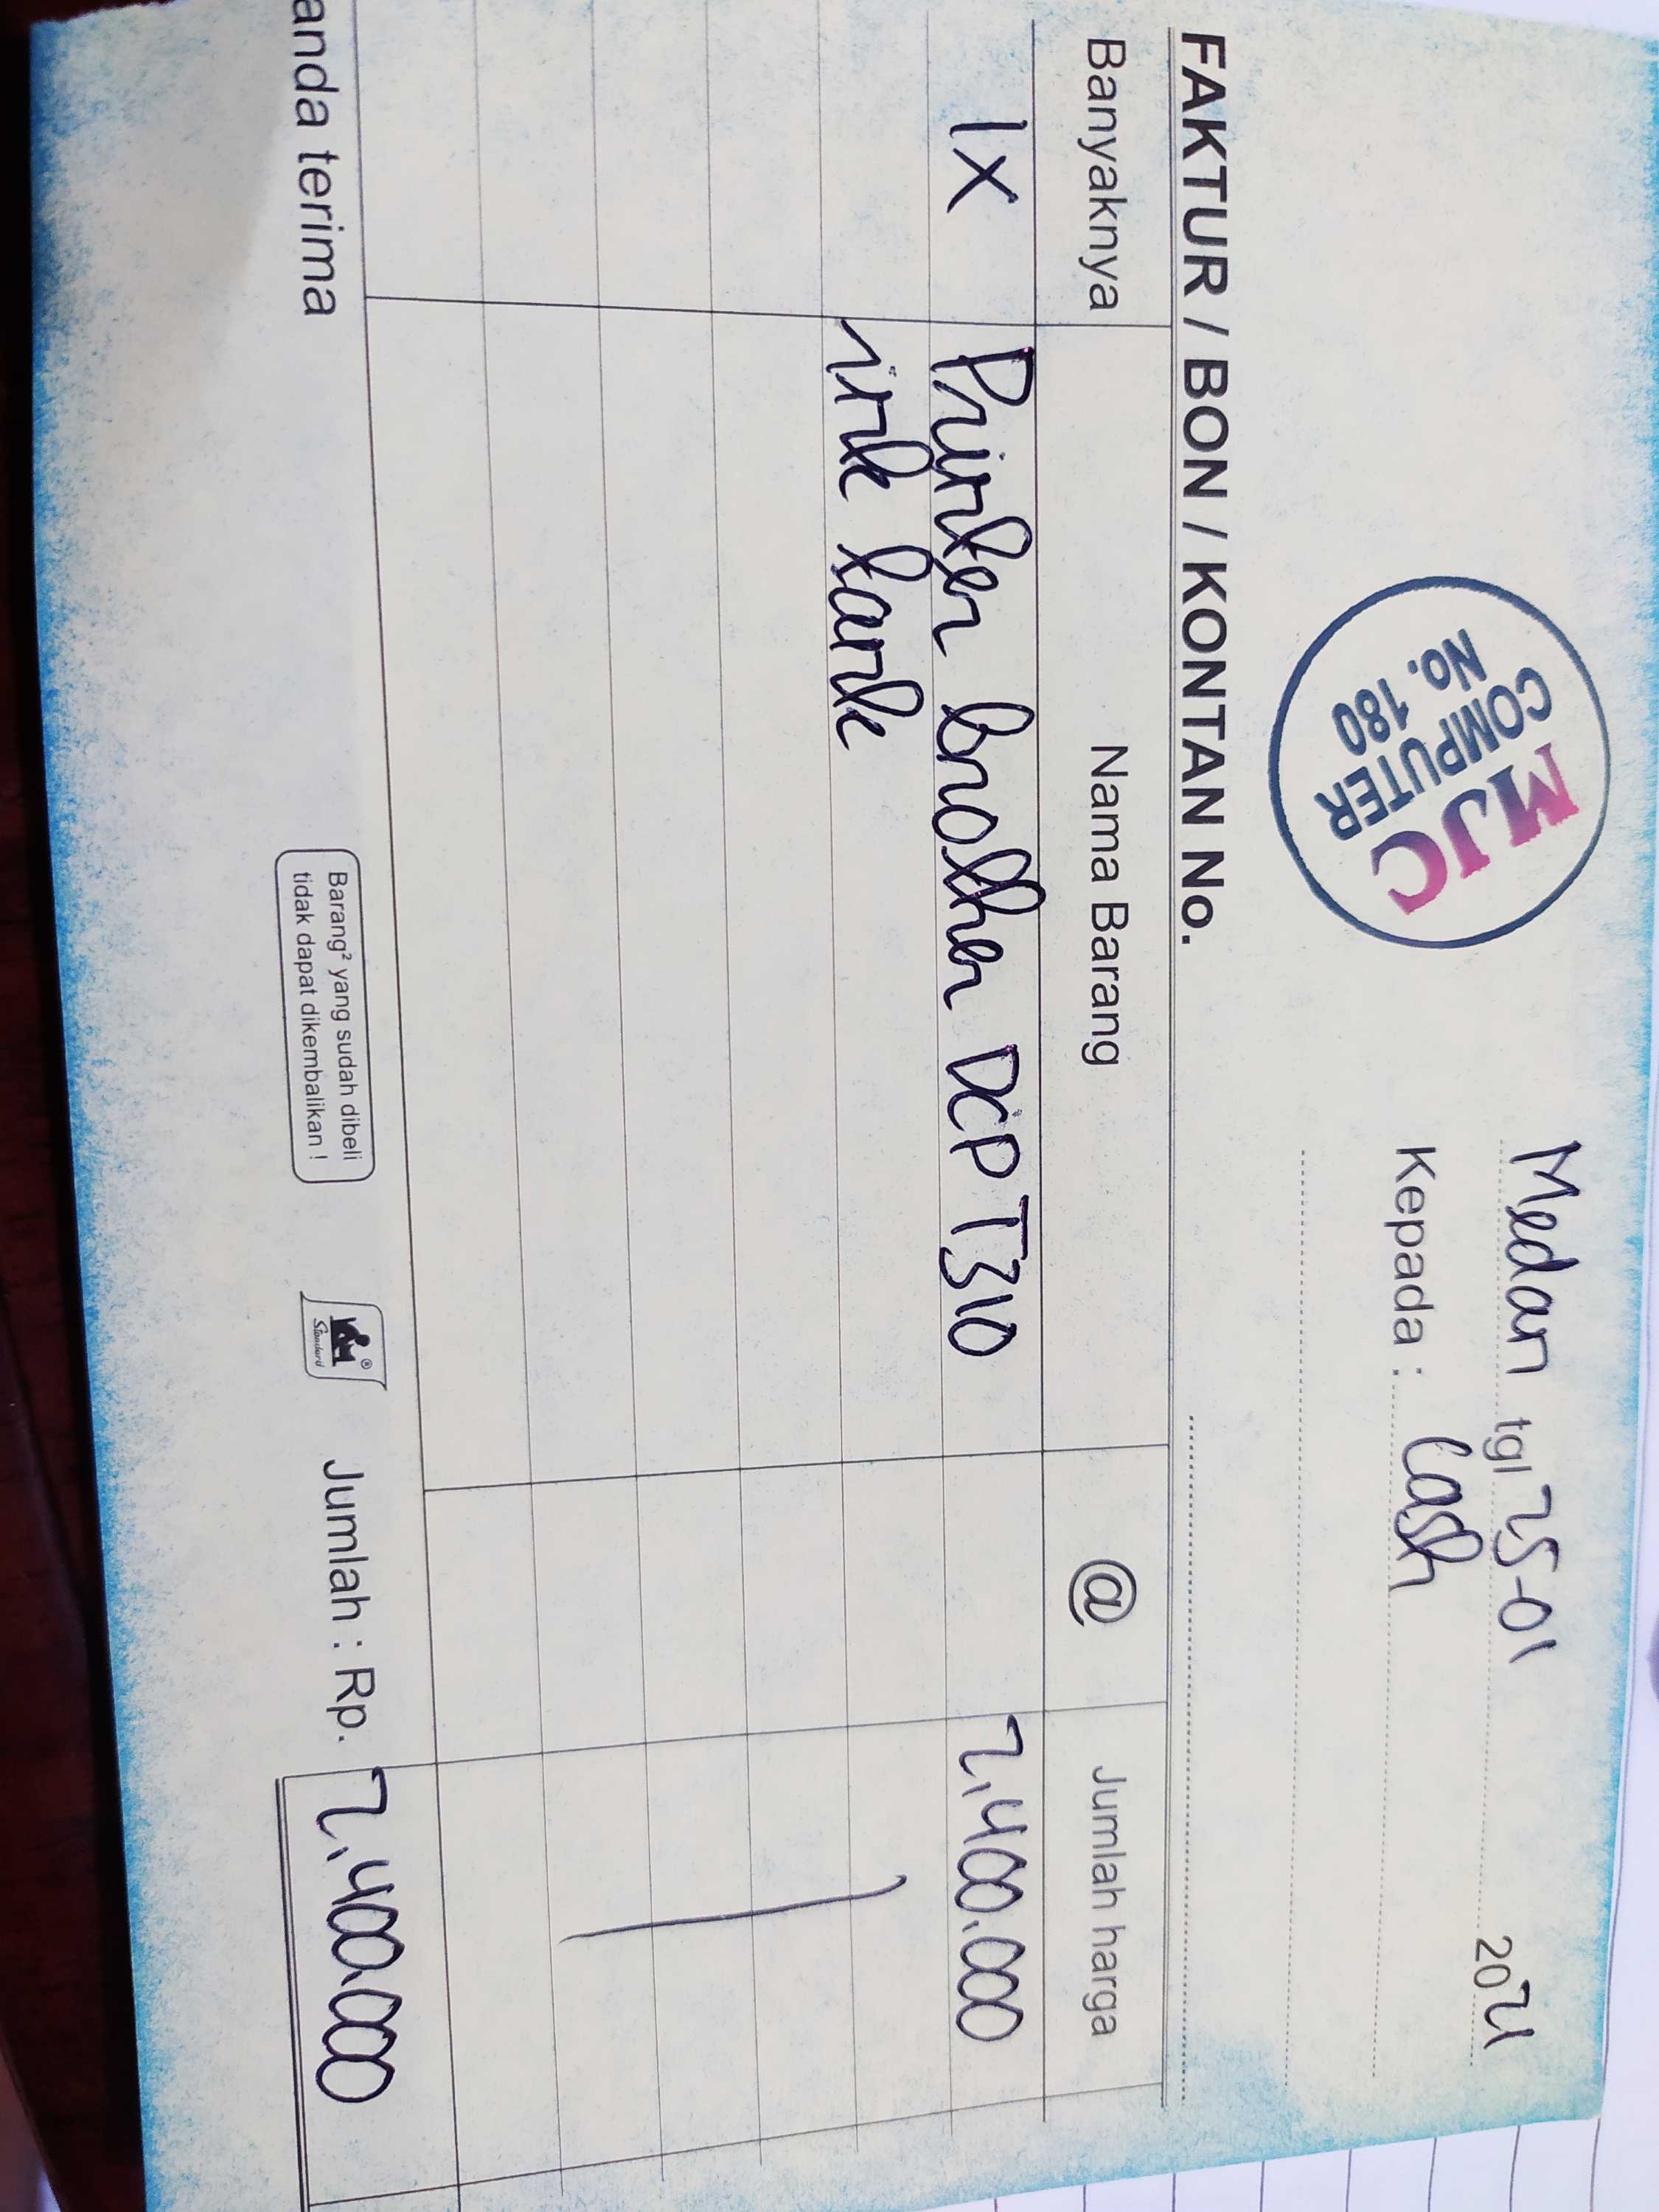 MJC
COMPUTER
No. 180
Medan tgl 25-01 2021
Kepada : Cash
FAKTUR / BON / KONTAN No.
Banyaknya Nama Barang @ Jumlah harga
1x Printer brother DCP T310 2,400.000
ink tank
anda terima
Barang² yang sudah dibeli
tidak dapat dikembalikan !
Standard ®
Jumlah : Rp. 2,400.000